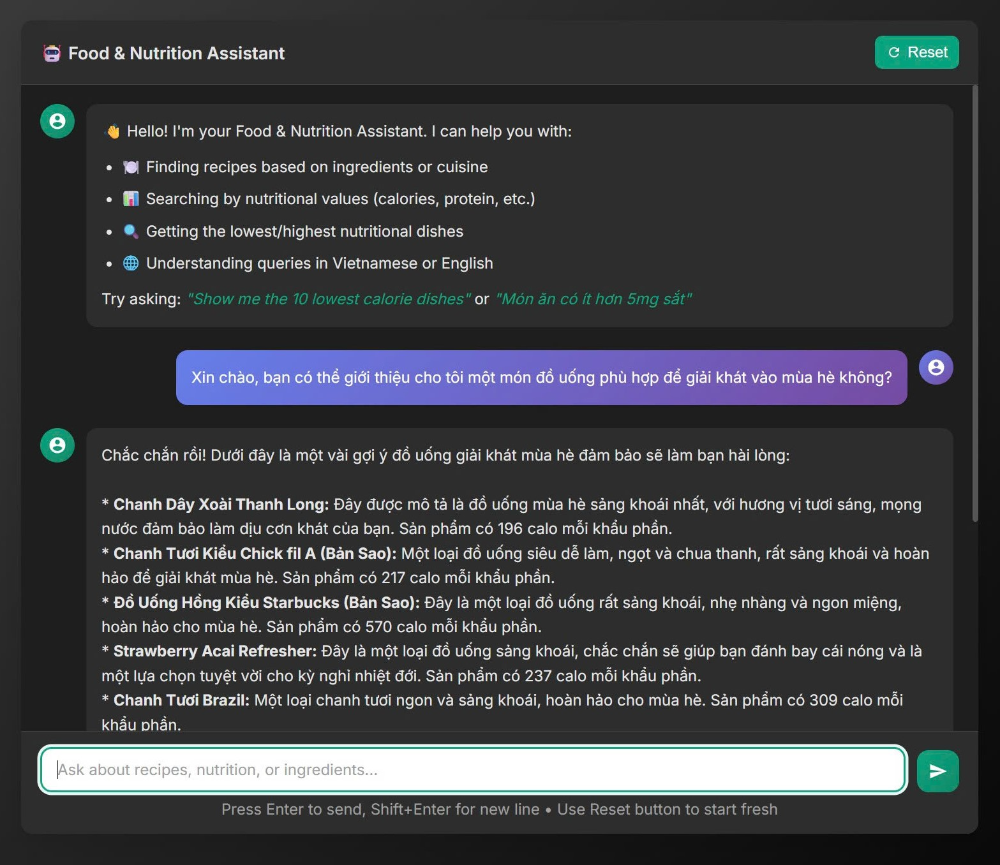 Food & Nutrition Assistant
Reset
Hello! I'm your Food & Nutrition Assistant. I can help you with:
• Finding recipes based on ingredients or cuisine
• Searching by nutritional values (calories, protein, etc.)
• Getting the lowest/highest nutritional dishes
• Understanding queries in Vietnamese or English
Try asking: "Show me the 10 lowest calorie dishes" or "Món ăn có ít hơn 5mg sắt"
Xin chào, bạn có thể giới thiệu cho tôi một món đồ uống phù hợp để giải khát vào mùa hè không?
Chắc chắn rồi! Dưới đây là một vài gợi ý đồ uống giải khát mùa hè đảm bảo sẽ làm bạn hài lòng:
* Chanh Dây Xoài Thanh Long: Đây được mô tả là đồ uống mùa hè sảng khoái nhất, với hương vị tươi sáng, mọng
nước đảm bảo làm dịu cơn khát của bạn. Sản phẩm có 196 calo mỗi khẩu phần.
* Chanh Tươi Kiểu Chick fil A (Bản Sao): Một loại đồ uống siêu dễ làm, ngọt và chua thanh, rất sảng khoái và hoàn
hảo để giải khát mùa hè. Sản phẩm có 217 calo mỗi khẩu phần.
* Đồ Uống Hồng Kiểu Starbucks (Bản Sao): Đây là một loại đồ uống rất sảng khoái, nhẹ nhàng và ngon miệng,
hoàn hảo cho mùa hè. Sản phẩm có 570 calo mỗi khẩu phần.
* Strawberry Acai Refresher: Đây là một loại đồ uống sảng khoái, chắc chắn sẽ giúp bạn đánh bay cái nóng và là
một lựa chọn tuyệt vời cho kỳ nghỉ nhiệt đới. Sản phẩm có 237 calo mỗi khẩu phần.
* Chanh Tươi Brazil: Một loại chanh tươi ngon và sảng khoái, hoàn hảo cho mùa hè. Sản phẩm có 309 calo mỗi
khẩu phần.
Ask about recipes, nutrition, or ingredients...
Press Enter to send, Shift+Enter for new line • Use Reset button to start fresh